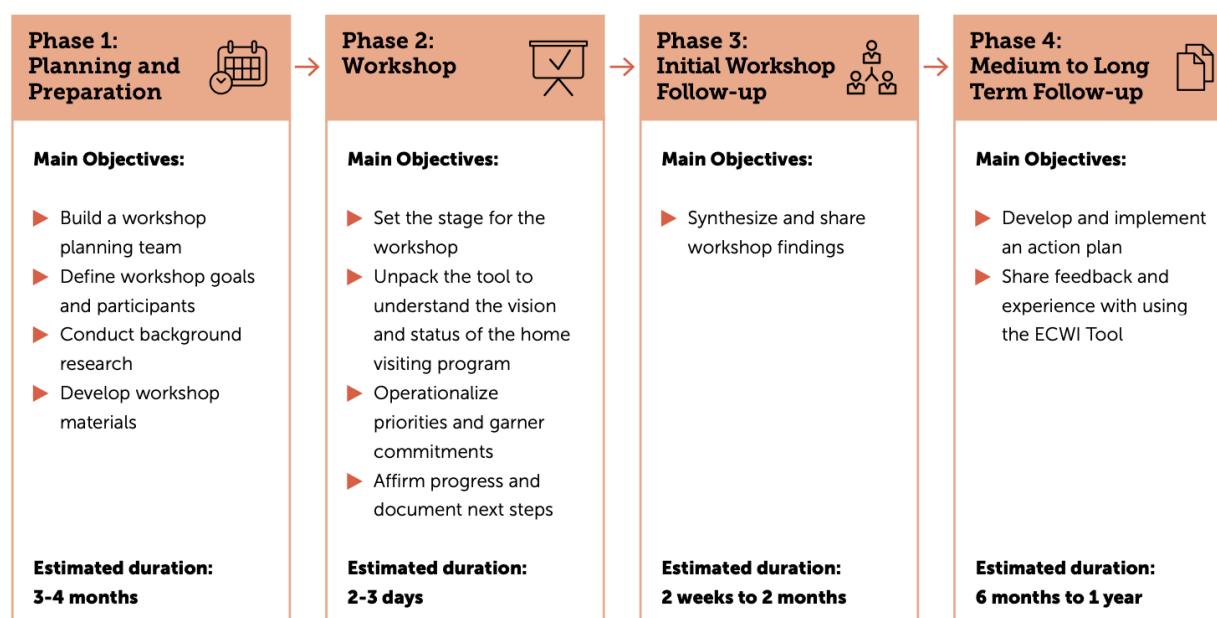 Phase 1:
Planning and
Preparation
Main Objectives:
Build a workshop
planning team
Define workshop goals
and participants
Conduct background
research
Develop workshop
materials
Estimated duration:
3-4 months
Phase 2:
Workshop
Main Objectives:
Set the stage for the
workshop
Unpack the tool to
understand the vision
and status of the home
visiting program
Operationalize
priorities and garner
commitments
Affirm progress and
document next steps
Estimated duration:
2-3 days
Phase 3:
Initial Workshop
Follow-up
Main Objectives:
Synthesize and share
workshop findings
Estimated duration:
2 weeks to 2 months
Phase 4:
Medium to Long
Term Follow-up
Main Objectives:
Develop and implement
an action plan
Share feedback and
experience with using
the ECWI Tool
Estimated duration:
6 months to 1 year